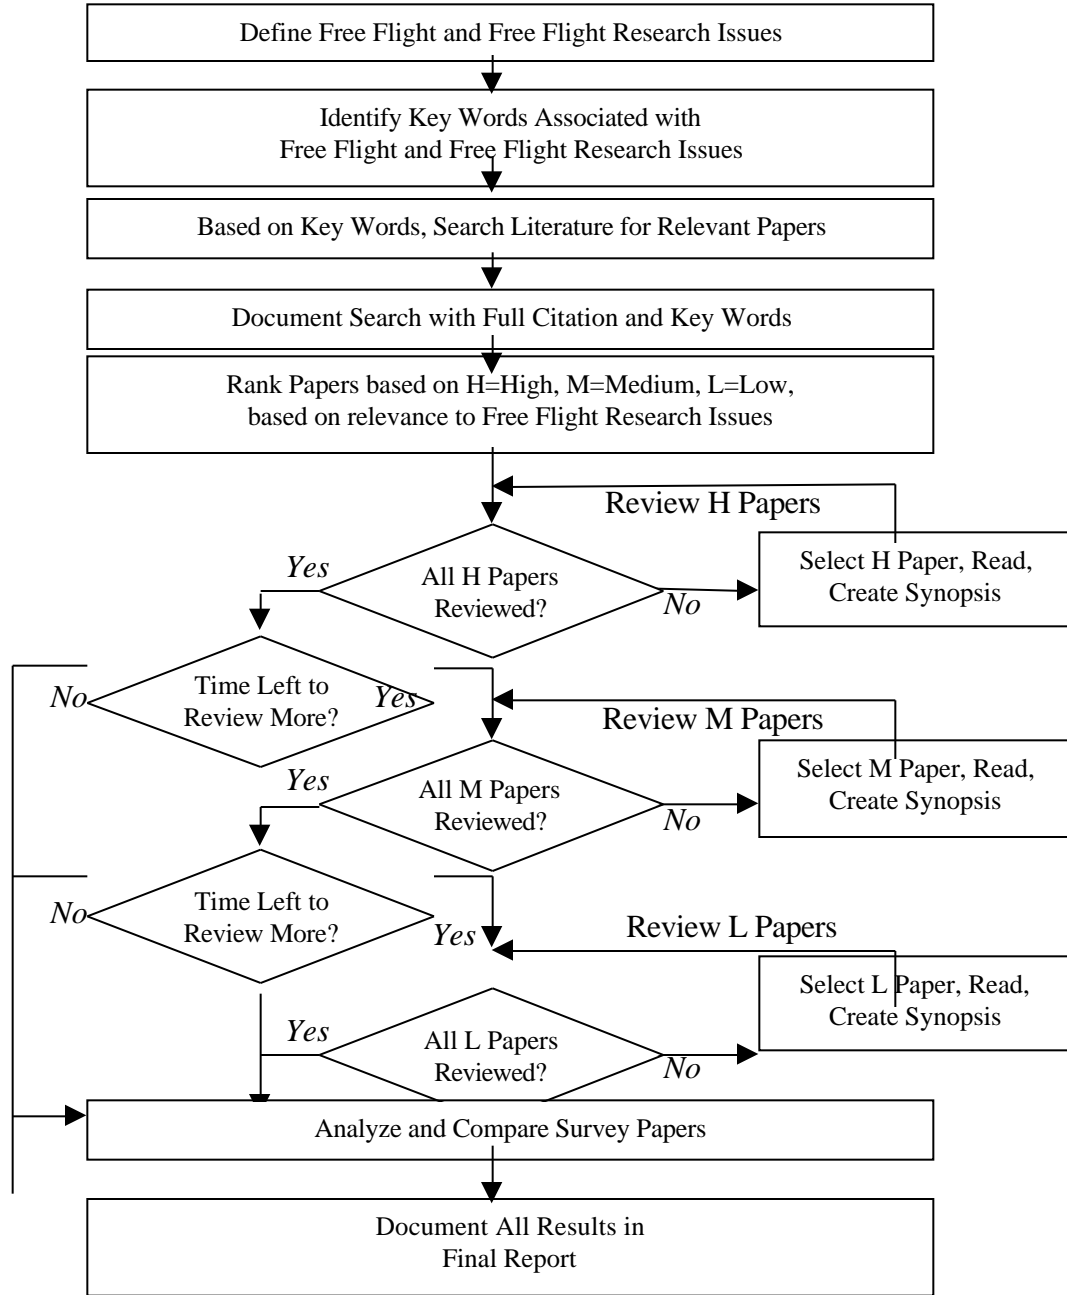 Define Free Flight and Free Flight Research Issues
Identify Key Words Associated with
Free Flight and Free Flight Research Issues
Based on Key Words, Search Literature for Relevant Papers
Document Search with Full Citation and Key Words
Rank Papers based on H=High, M=Medium, L=Low,
based on relevance to Free Flight Research Issues
Review H Papers
Yes
All H Papers
Reviewed?
No
Select H Paper, Read,
Create Synopsis
No
Time Left to
Review More?
Yes
Review M Papers
Yes
All M Papers
Reviewed?
No
Select M Paper, Read,
Create Synopsis
No
Time Left to
Review More?
Yes
Review L Papers
Yes
All L Papers
Reviewed?
No
Select L Paper, Read,
Create Synopsis
Analyze and Compare Survey Papers
Document All Results in
Final Report